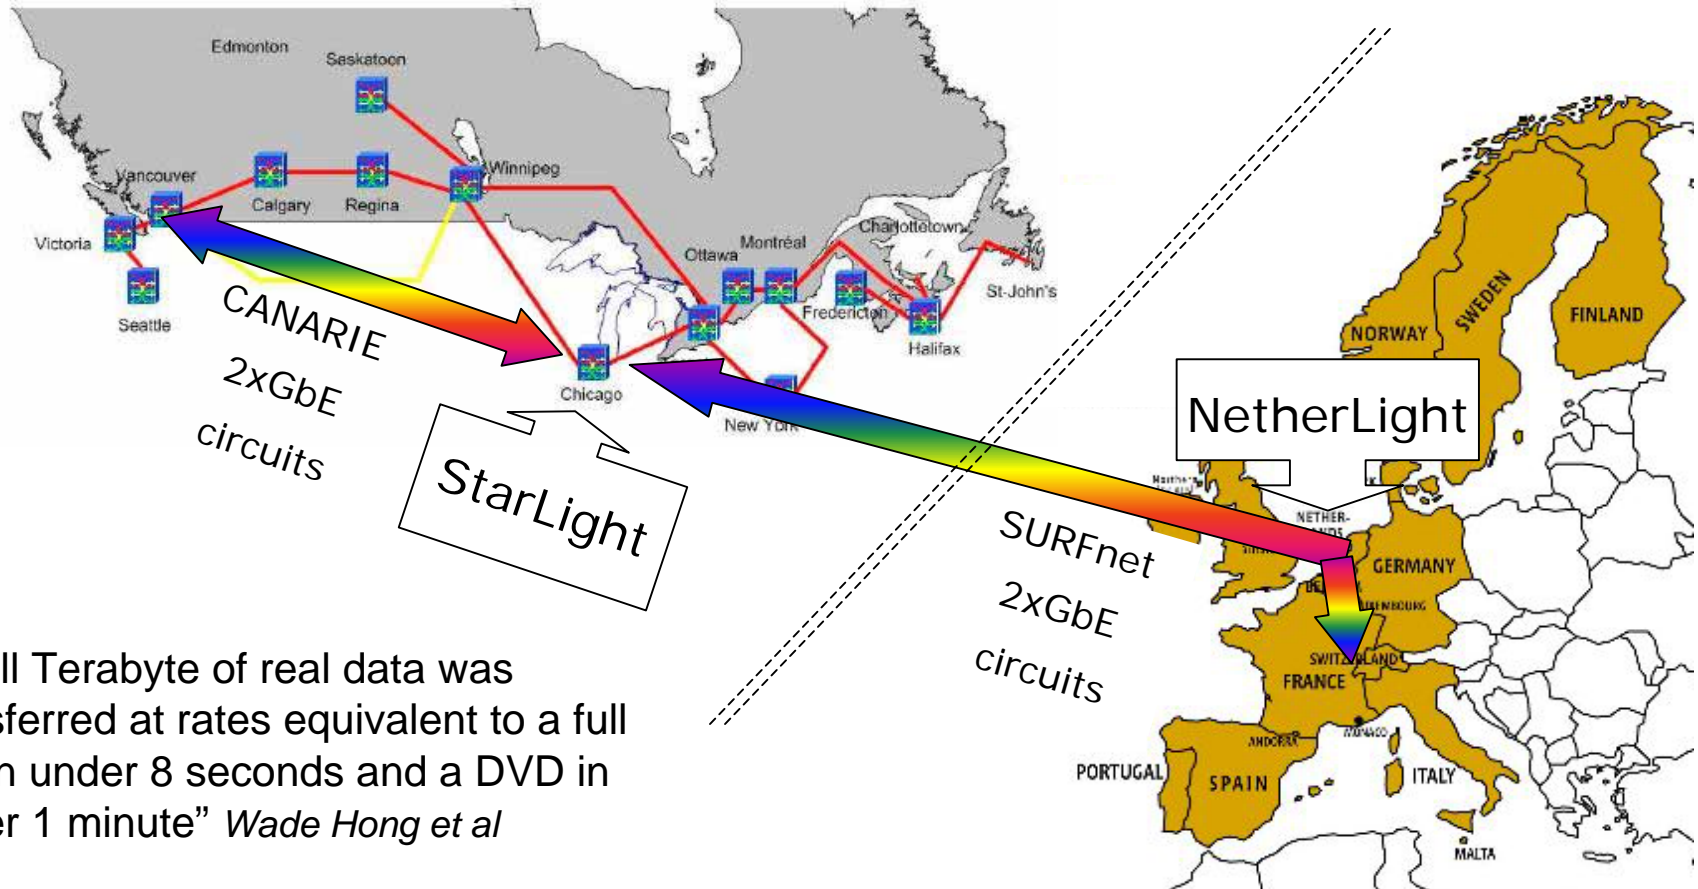 Edmonton
Saskatoon
Vancouver
Winnipeg
Calgary
Regina
Victoria
Seattle
Ottawa
Montréal
Charlottetown
St-John's
Fredericton
Halifax
Chicago
New York
CANARIE
2xGbE
circuits
StarLight
NetherLight
SURFnet
2xGbE
circuits
NORWAY
SWEDEN
FINLAND
NETHER-
GERMANY
SWITZERLAND
FRANCE
MONACO
ANDORRA
PORTUGAL
SPAIN
ITALY
MALTA
ll Terabyte of real data was
sferred at rates equivalent to a full
n under 8 seconds and a DVD in
er 1 minute” Wade Hong et al